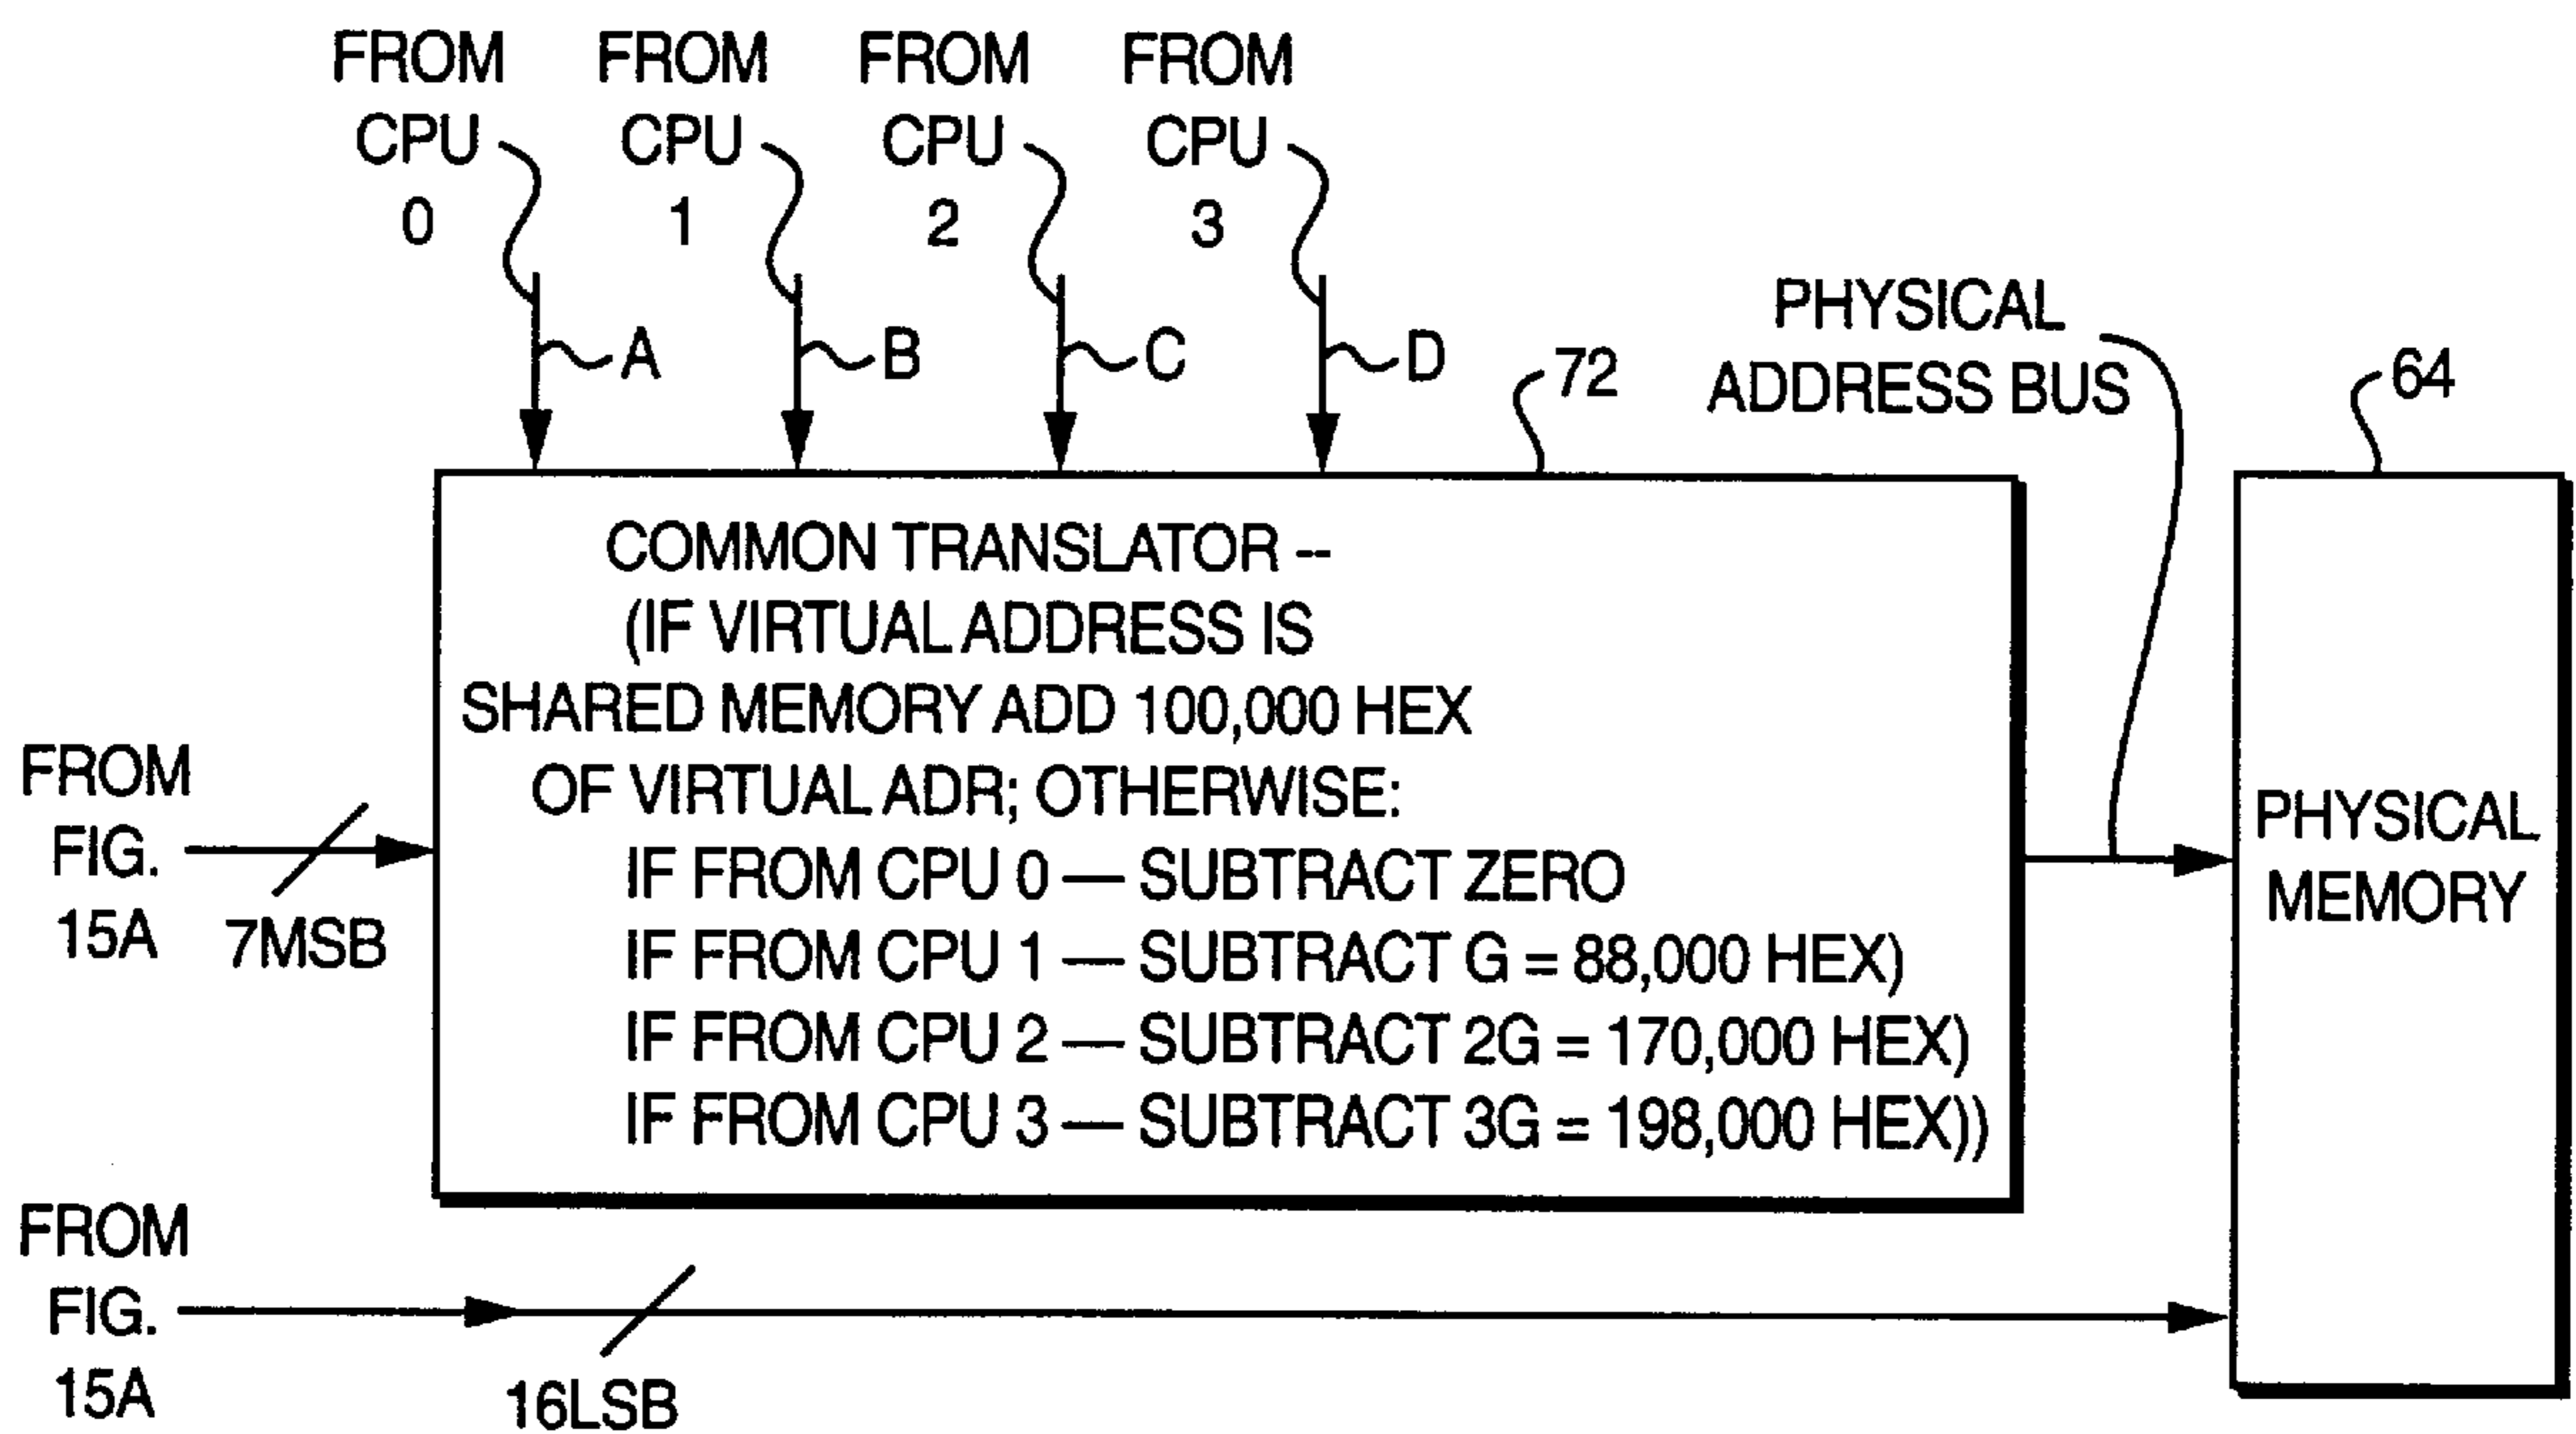 FROM CPU 0
FROM CPU 1
FROM CPU 2
FROM CPU 3
A
B
C
D
72
PHYSICAL
ADDRESS BUS
64
COMMON TRANSLATOR --
(IF VIRTUAL ADDRESS IS
SHARED MEMORY ADD 100,000 HEX
OF VIRTUAL ADR; OTHERWISE:
IF FROM CPU 0 — SUBTRACT ZERO
IF FROM CPU 1 — SUBTRACT G = 88,000 HEX)
IF FROM CPU 2 — SUBTRACT 2G = 170,000 HEX)
IF FROM CPU 3 — SUBTRACT 3G = 198,000 HEX))
FROM
FIG.
15A
7MSB
PHYSICAL
MEMORY
FROM
FIG.
15A
16LSB